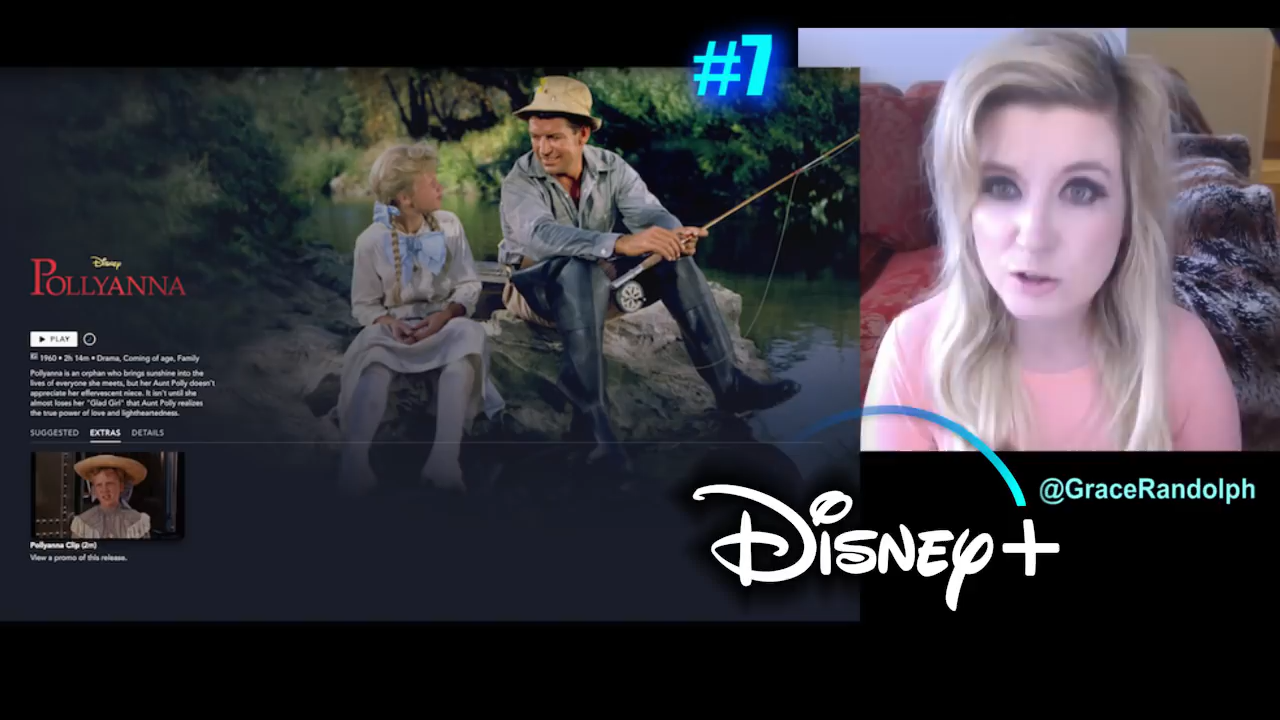 #7
Disney
POLLYANNA
PLAY
1960 • 2h 14m • Drama, Coming of age, Family
Pollyanna is an orphan who brings sunshine into the
lives of everyone she meets, but her Aunt Polly doesn't
appreciate her effervescent niece. It isn't until she
almost loses her "Glad Girl" that Aunt Polly realizes
the true power of love and lightheartedness.
SUGGESTED EXTRAS DETAILS
Pollyanna Clip (2m)
View a promo of this release.
@GraceRandolph
Disney+